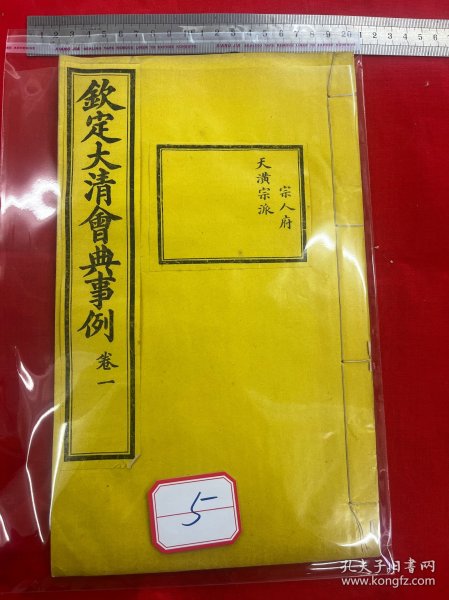 欽定大清會典事例 卷一
宗人府
天潢宗派
5
孔夫子旧书网
www.kongfz.com